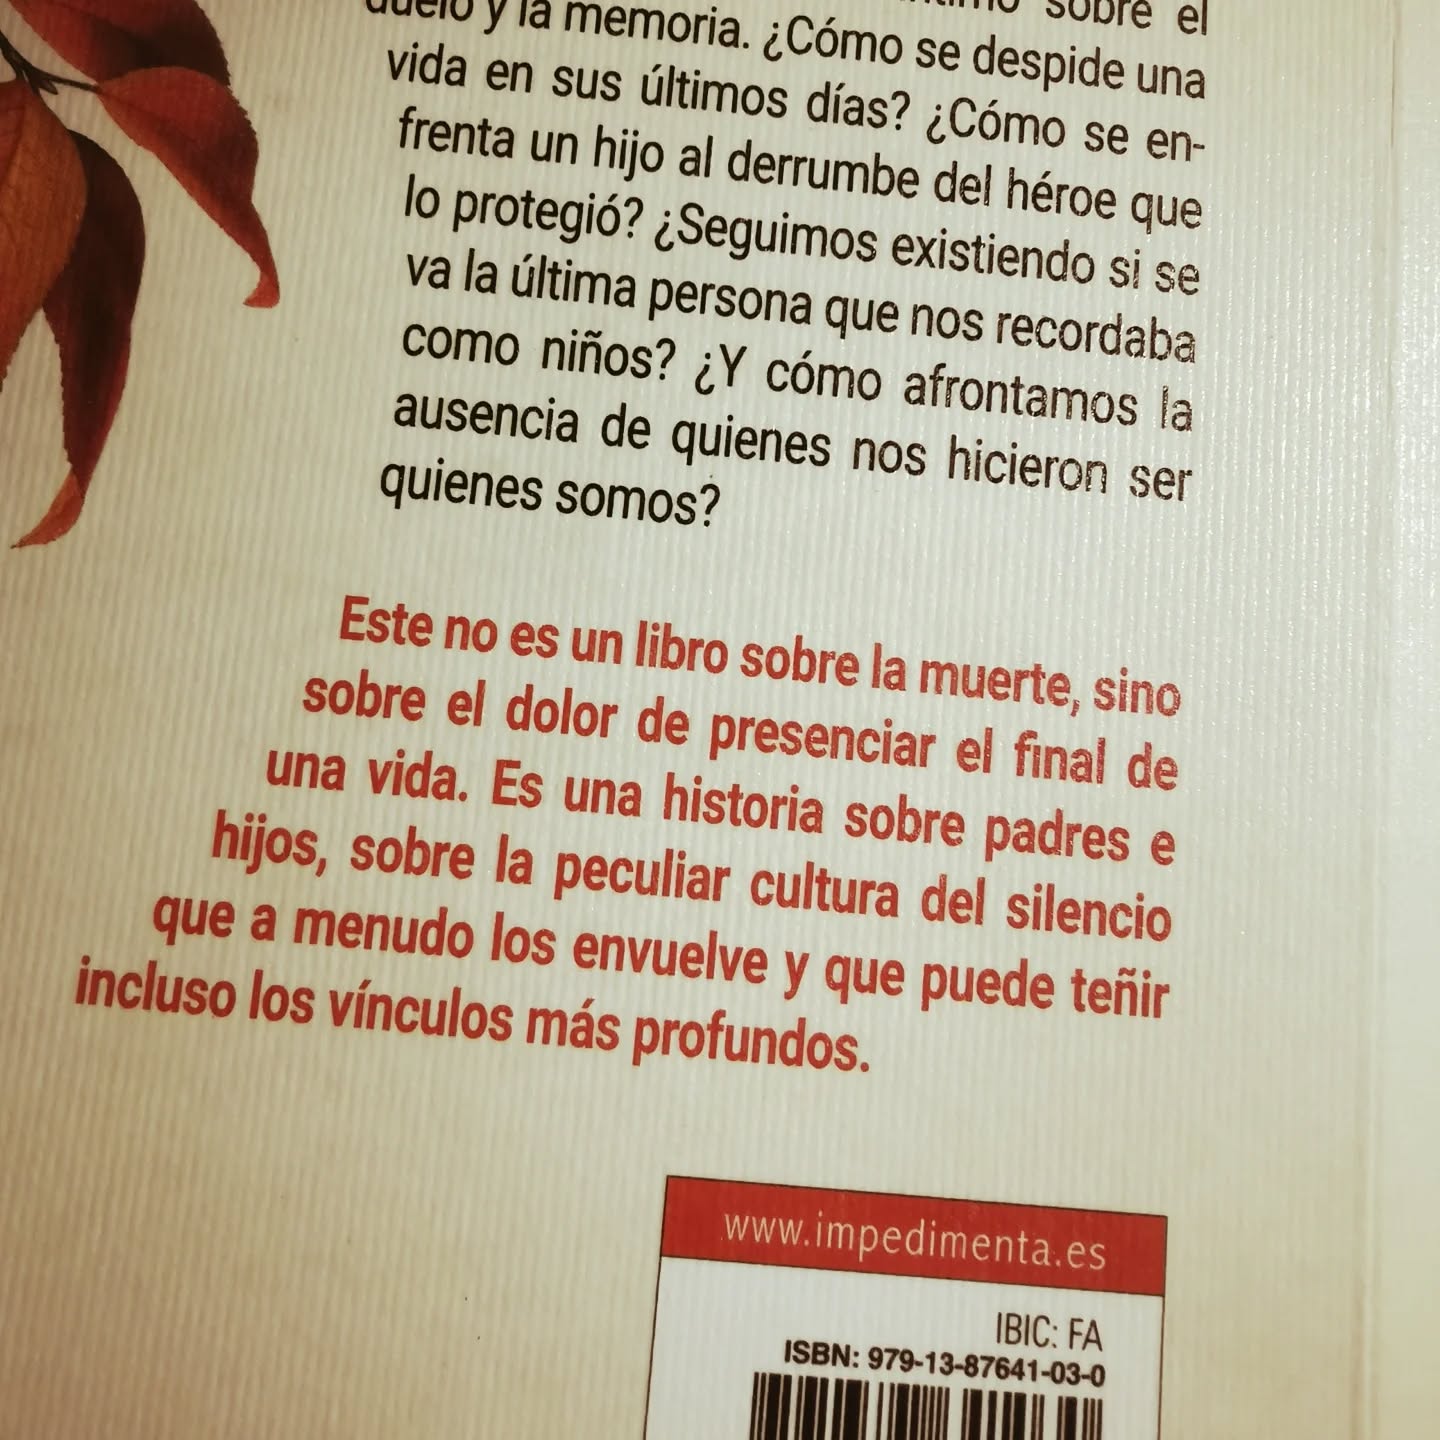 sobre el
duelo y la memoria. ¿Cómo se despide una
vida en sus últimos días? ¿Cómo se en-
frenta un hijo al derrumbe del héroe que
lo protegió? ¿Seguimos existiendo si se
va la última persona que nos recordaba
como niños? ¿Y cómo afrontamos la
ausencia de quienes nos hicieron ser
quienes somos?
Este no es un libro sobre la muerte, sino
sobre el dolor de presenciar el final de
una vida. Es una historia sobre padres e
hijos, sobre la peculiar cultura del silencio
que a menudo los envuelve y que puede teñir
incluso los vínculos más profundos.
www.impedimenta.es
IBIC: FA
ISBN: 979-13-87641-03-0